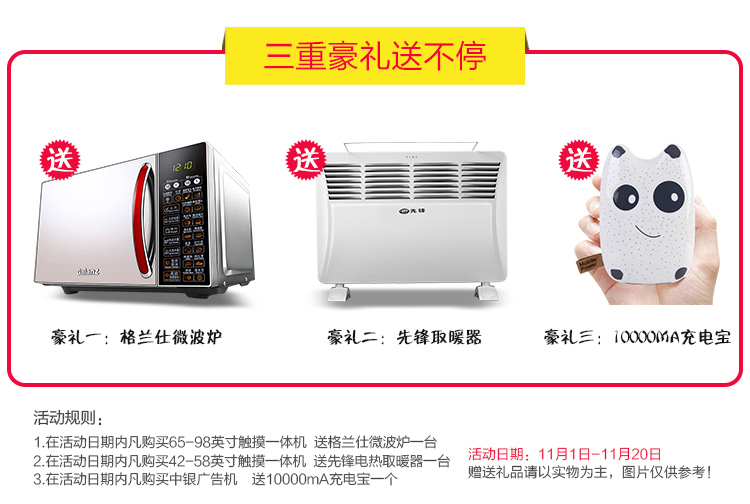 三重豪礼送不停
送
送
送
1210
Galanz
先锋
Mobile Power
豪礼一：格兰仕微波炉
豪礼二：先锋取暖器
豪礼三：10000MA充电宝
活动规则：
1.在活动日期内凡购买65-98英寸触摸一体机 送格兰仕微波炉一台
2.在活动日期内凡购买42-58英寸触摸一体机 送先锋电热取暖器一台
3.在活动日期内凡购买中银广告机 送10000mA充电宝一个
活动日期：11月1日-11月20日
赠送礼品请以实物为主，图片仅供参考！